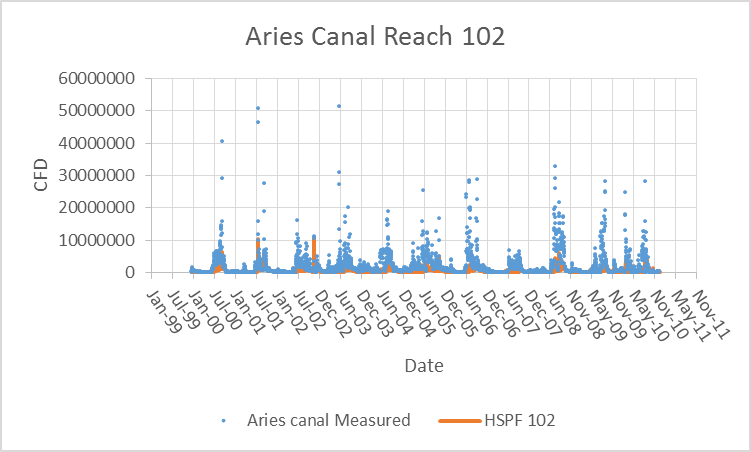 Aries Canal Reach 102
60000000
50000000
40000000
30000000
20000000
10000000
0
CFD
Jan-99
Jul-99
Jan-00
Jul-00
Jan-01
Jul-01
Jan-02
Jul-02
Dec-02
Jun-03
Dec-03
Jun-04
Dec-04
Jun-05
Dec-05
Jun-06
Dec-06
Jun-07
Dec-07
Jun-08
Nov-08
May-09
Nov-09
May-10
Nov-10
May-11
Nov-11
Date
Aries canal Measured
HSPF 102